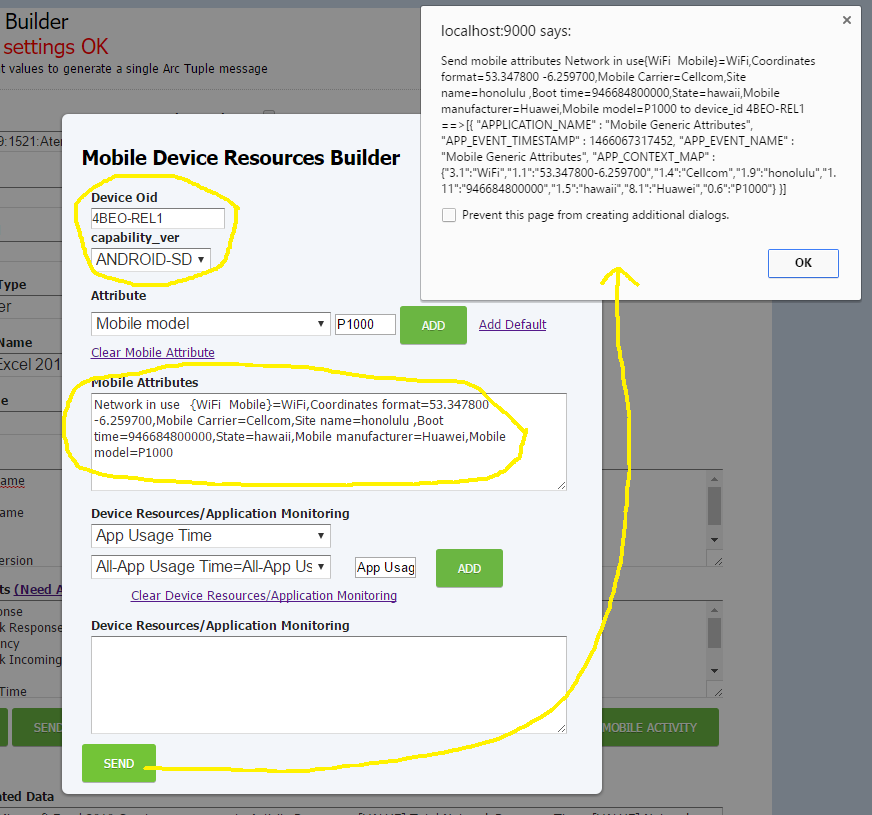 Builder
settings OK
t values to generate a single Arc Tuple message
9:1521:Ater
Type
er
Name
Excel 201
e
ame
ame
ersion
ts (Need A
onse
k Response
ncy
k Incoming
Time
SEND
MOBILE ACTIVITY
ted Data
Mobile Device Resources Builder
Device Oid
4BEO-REL1
capability_ver
ANDROID-SD
Attribute
Mobile model P1000 ADD Add Default
Clear Mobile Attribute
Mobile Attributes
Network in use {WiFi Mobile}=WiFi,Coordinates format=53.347800
-6.259700,Mobile Carrier=Cellcom,Site name=honolulu ,Boot
time=946684800000,State=hawaii,Mobile manufacturer=Huawei,Mobile
model=P1000
Device Resources/Application Monitoring
App Usage Time
All-App Usage Time=All-App Us App Usag ADD
Clear Device Resources/Application Monitoring
Device Resources/Application Monitoring
SEND
localhost:9000 says:
Send mobile attributes Network in use{WiFi Mobile}=WiFi,Coordinates
format=53.347800 -6.259700,Mobile Carrier=Cellcom,Site
name=honolulu ,Boot time=946684800000,State=hawaii,Mobile
manufacturer=Huawei,Mobile model=P1000 to device_id 4BEO-REL1
==>[{ "APPLICATION_NAME" : "Mobile Generic Attributes",
"APP_EVENT_TIMESTAMP" : 1466067317452, "APP_EVENT_NAME" :
"Mobile Generic Attributes", "APP_CONTEXT_MAP" :
{"3.1":"WiFi","1.1":"53.347800-6.259700","1.4":"Cellcom","1.9":"honolulu","1.
11":"946684800000","1.5":"hawaii","8.1":"Huawei","0.6":"P1000"} }]
Prevent this page from creating additional dialogs.
OK